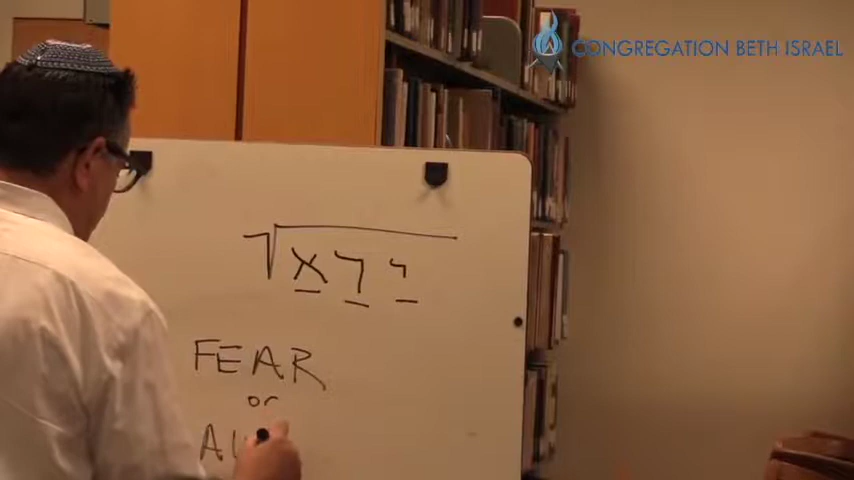 CONGREGATION BETH ISRAEL
ירא
FEAR
or